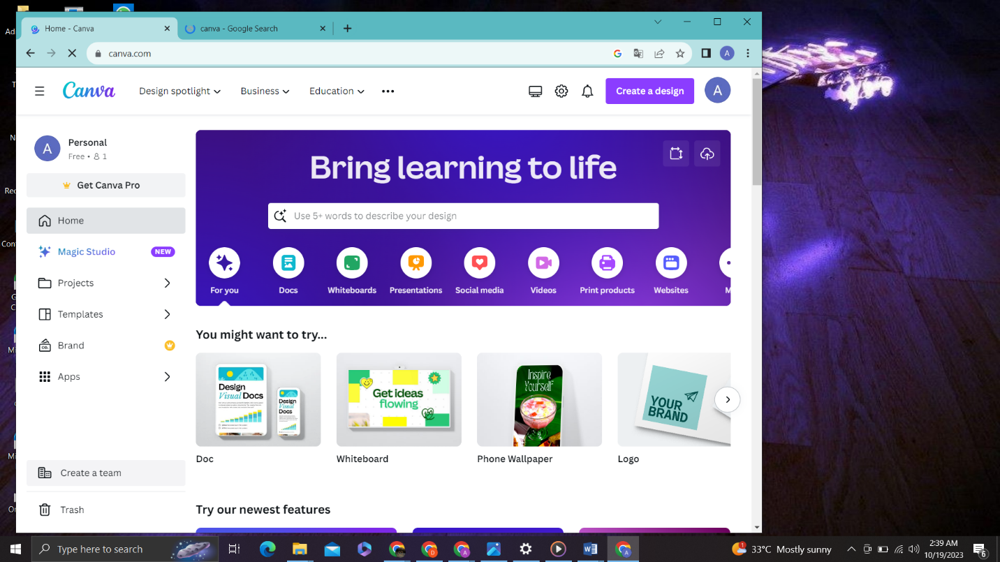 Home - Canva
canva - Google Search
canva.com
A
Canva
Design spotlight
Business
Education
Create a design
A
A
Personal
Free • 1
Get Canva Pro
Home
Magic Studio NEW
Projects
Templates
Brand
CO.
Apps
Create a team
Trash
Bring learning to life
Use 5+ words to describe your design
For you
Docs
Whiteboards
Presentations
Social media
Videos
Print products
Websites
You might want to try...
Design
Visual Docs
Design
Visual Docs
Get ideas
flowing
Inspire
Yourself
YOUR
BRAND
Doc
Whiteboard
Phone Wallpaper
Logo
Try our newest features
Type here to search
33°C Mostly sunny
2:39 AM
10/19/2023
6